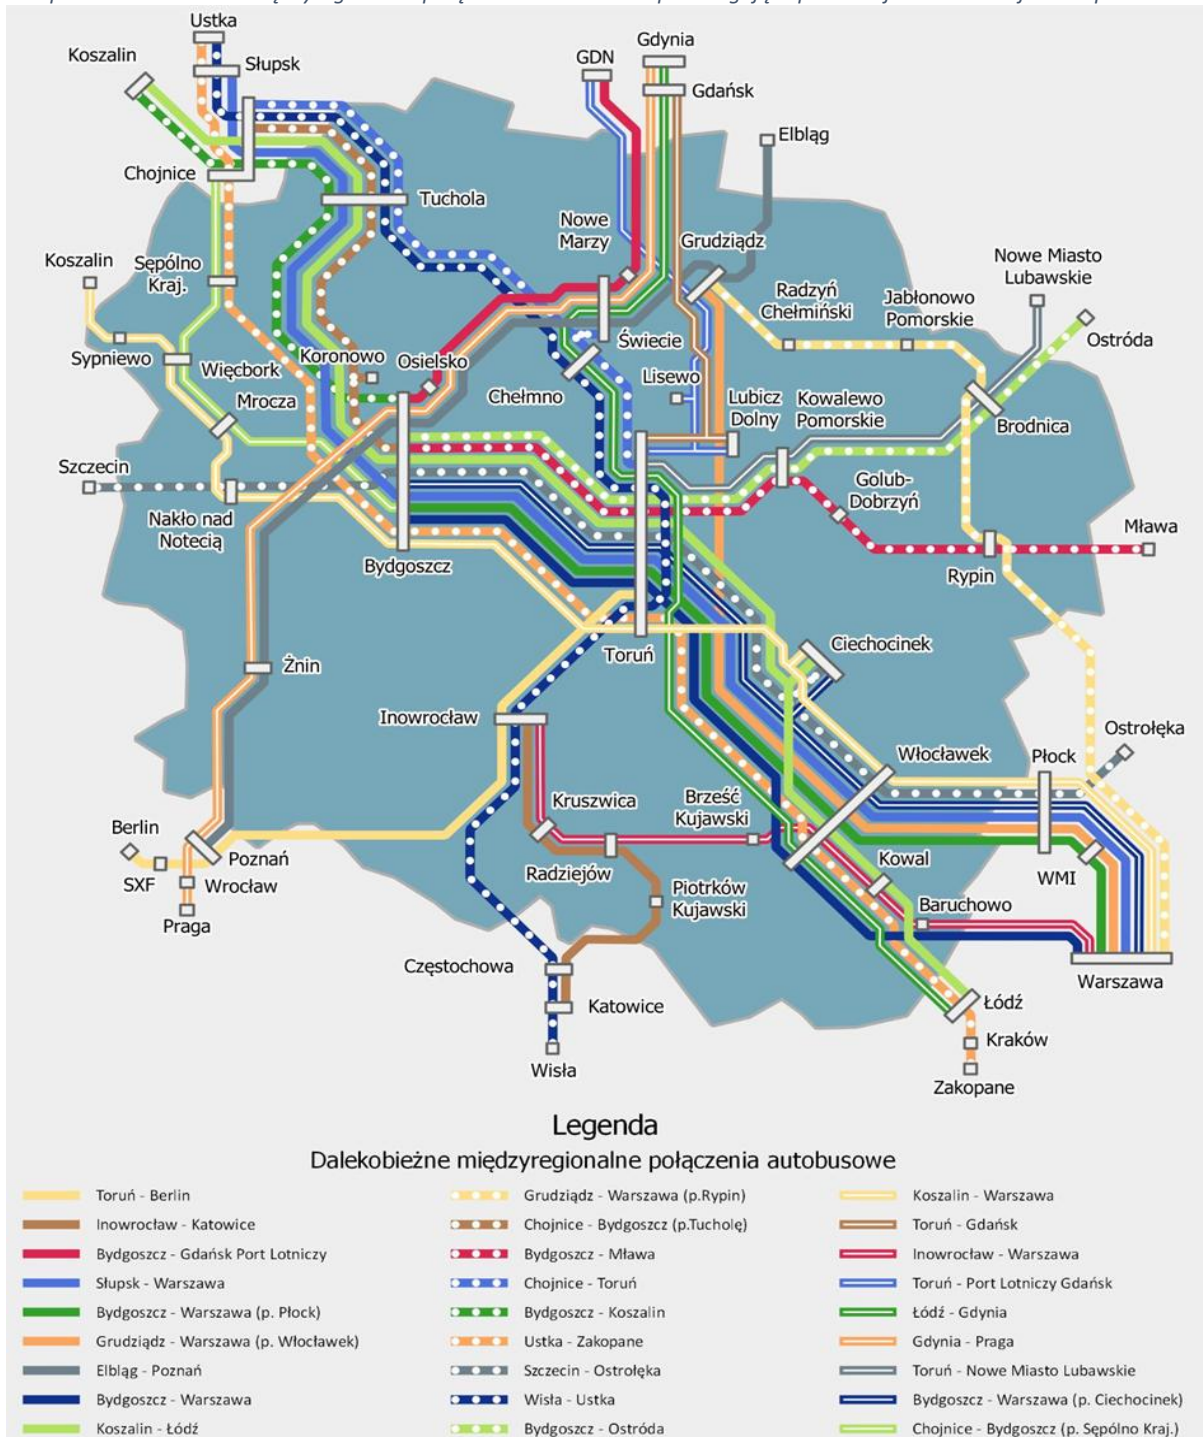 Ustka
Koszalin
Słupsk
GDN
Gdynia
Gdańsk
Elbląg
Chojnice
Tuchola
Nowe
Marzy
Grudziądz
Nowe Miasto
Lubawskie
Koszalin
Sępólno
Kraj.
Radzyń
Chełmiński
Jabłonowo
Pomorskie
Ostróda
Sypniewo
Więcbork
Koronowo
Osielsko
Świecie
Mrocza
Chełmno
Lisewo
Lubicz
Dolny
Kowalewo
Pomorskie
Brodnica
Szczecin
Golub-
Dobrzyń
Nakło nad
Notecią
Mława
Bydgoszcz
Rypin
Toruń
Ciechocinek
Żnin
Inowrocław
Włocławek
Płock
Ostrołęka
Berlin
Kruszwica
Brześć
Kujawski
Poznań
Kowal
SXF
Wrocław
Radziejów
WMI
Piotrków
Kujawski
Baruchowo
Praga
Częstochowa
Warszawa
Katowice
Łódź
Kraków
Wisła
Zakopane
Legenda
Dalekobieżne międzyregionalne połączenia autobusowe
Toruń - Berlin
Inowrocław - Katowice
Bydgoszcz - Gdańsk Port Lotniczy
Słupsk - Warszawa
Bydgoszcz - Warszawa (p. Płock)
Grudziądz - Warszawa (p. Włocławek)
Elbląg - Poznań
Bydgoszcz - Warszawa
Koszalin - Łódź
Grudziądz - Warszawa (p.Rypin)
Chojnice - Bydgoszcz (p.Tucholę)
Bydgoszcz - Mława
Chojnice - Toruń
Bydgoszcz - Koszalin
Ustka - Zakopane
Szczecin - Ostrołęka
Wisła - Ustka
Bydgoszcz - Ostróda
Koszalin - Warszawa
Toruń - Gdańsk
Inowrocław - Warszawa
Toruń - Port Lotniczy Gdańsk
Łódź - Gdynia
Gdynia - Praga
Toruń - Nowe Miasto Lubawskie
Bydgoszcz - Warszawa (p. Ciechocinek)
Chojnice - Bydgoszcz (p. Sępólno Kraj.)